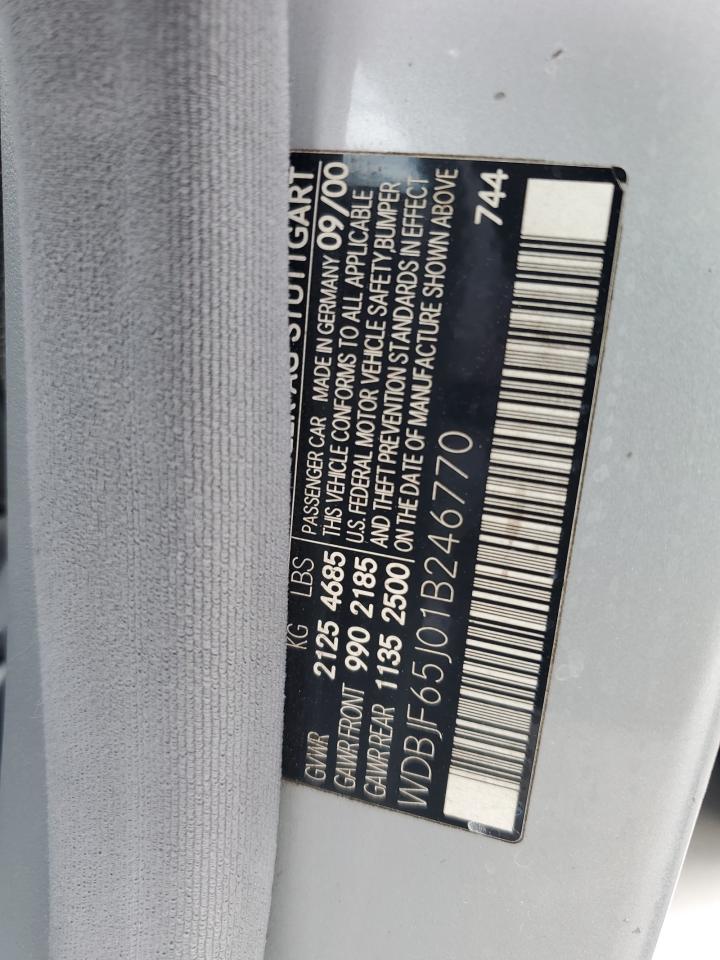 STUTTGART
KG LBS PASSENGER CAR MADE IN GERMANY 09/00
GVWR 2125 4685 THIS VEHICLE CONFORMS TO ALL APPLICABLE
GAWR FRONT 990 2185 U.S. FEDERAL MOTOR VEHICLE SAFETY,BUMPER
GAWR REAR 1135 2500 AND THEFT PREVENTION STANDARDS IN EFFECT
ON THE DATE OF MANUFACTURE SHOWN ABOVE
WDBJF65J01B246770 744